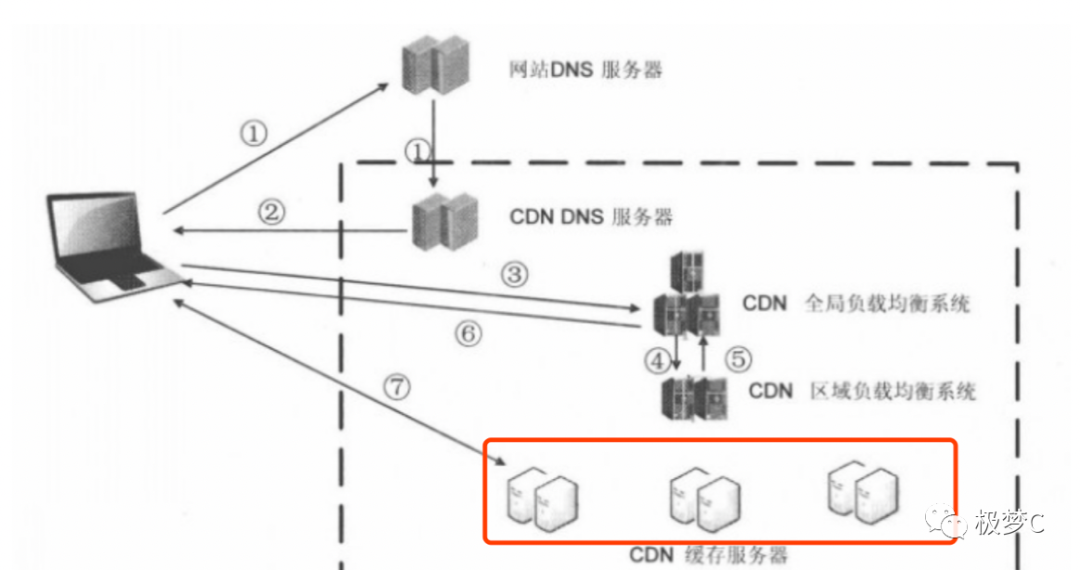 网站DNS 服务器
①
①
②
CDN DNS 服务器
③
CDN 全局负载均衡系统
⑥
④
⑤
CDN 区域负载均衡系统
⑦
极梦C
CDN 缓存服务器